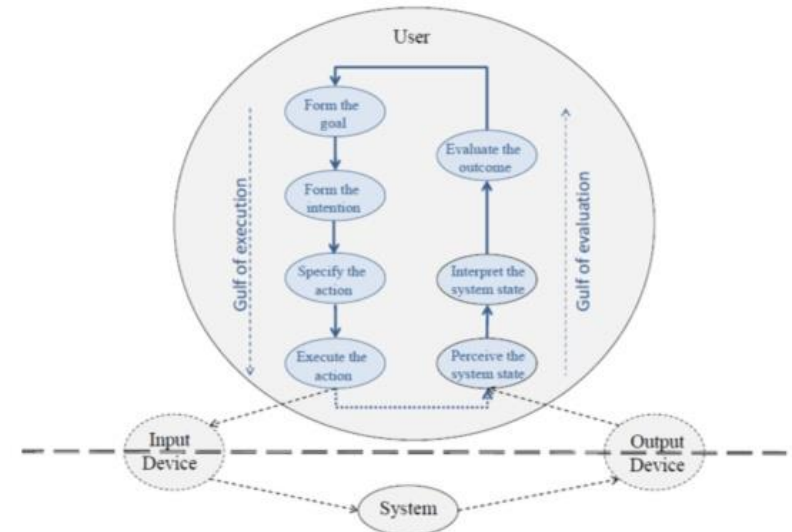 User
Form the
goal
Form the
intention
Specify the
action
Execute the
action
Evaluate the
outcome
Interpret the
system state
Perceive the
system state
Gulf of execution
Gulf of evaluation
Input
Device
Output
Device
System